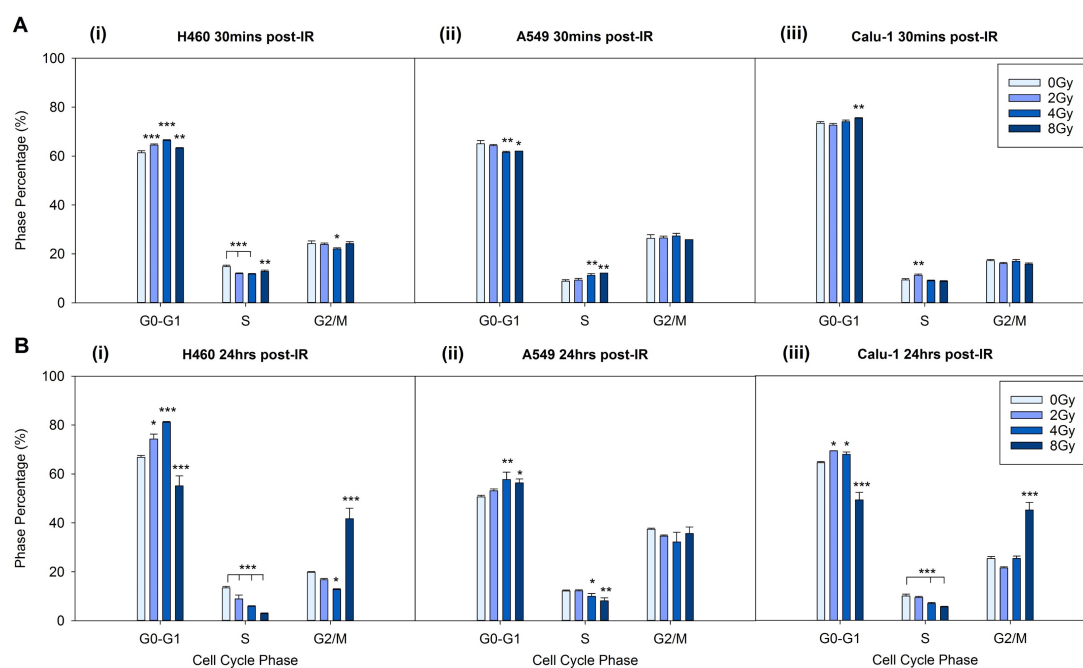 A
(i) H460 30mins post-IR (ii) A549 30mins post-IR (iii) Calu-1 30mins post-IR
100
80
60
40
20
0
Phase Percentage (%)
*** *** ** ** * **
*** ** ** ** **
*
0Gy
2Gy
4Gy
8Gy
G0-G1 S G2/M G0-G1 S G2/M G0-G1 S G2/M
B
(i) H460 24hrs post-IR (ii) A549 24hrs post-IR (iii) Calu-1 24hrs post-IR
100
80
60
40
20
0
Phase Percentage (%)
* *** *** ** * * * ***
*** * ** ***
*** * ***
0Gy
2Gy
4Gy
8Gy
G0-G1 S G2/M G0-G1 S G2/M G0-G1 S G2/M
Cell Cycle Phase Cell Cycle Phase Cell Cycle Phase